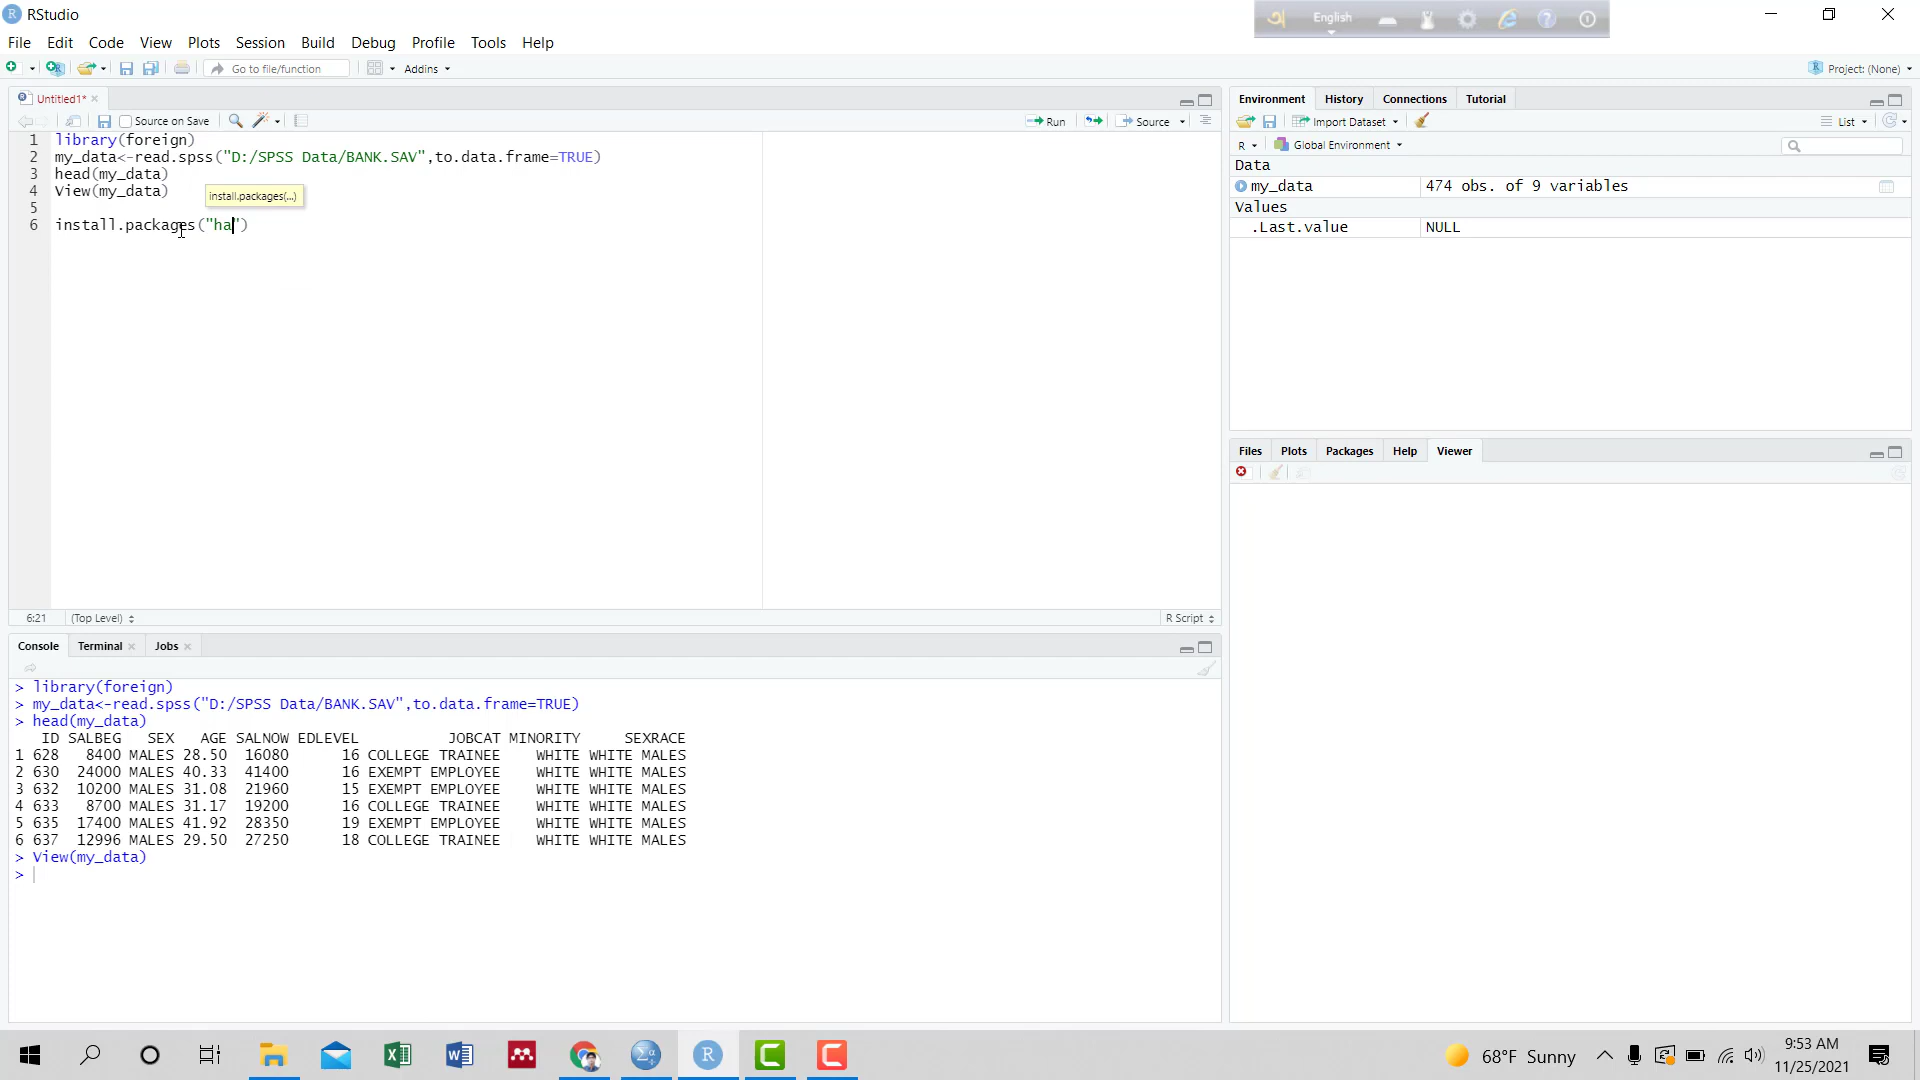 RStudio
English
File Edit Code View Plots Session Build Debug Profile Tools Help
Go to file/function Addins Project: (None)
Untitled1*
Source on Save Run Source
1 library(foreign)
2 my_data<-read.spss("D:/SPSS Data/BANK.SAV",to.data.frame=TRUE)
3 head(my_data)
4 View(my_data)
install.packages(...)
5
6 install.packages("ha")
6:21 (Top Level) R Script
Console Terminal Jobs
> library(foreign)
> my_data<-read.spss("D:/SPSS Data/BANK.SAV",to.data.frame=TRUE)
> head(my_data)
ID SALBEG SEX AGE SALNOW EDLEVEL JOBCAT MINORITY SEXRACE
1 628 8400 MALES 28.50 16080 16 COLLEGE TRAINEE WHITE WHITE MALES
2 630 24000 MALES 40.33 41400 16 EXEMPT EMPLOYEE WHITE WHITE MALES
3 632 10200 MALES 31.08 21960 15 EXEMPT EMPLOYEE WHITE WHITE MALES
4 633 8700 MALES 31.17 19200 16 COLLEGE TRAINEE WHITE WHITE MALES
5 635 17400 MALES 41.92 28350 19 EXEMPT EMPLOYEE WHITE WHITE MALES
6 637 12996 MALES 29.50 27250 18 COLLEGE TRAINEE WHITE WHITE MALES
> View(my_data)
>
Environment History Connections Tutorial
Import Dataset List
R Global Environment
Data
my_data 474 obs. of 9 variables
Values
.Last.value NULL
Files Plots Packages Help Viewer
68°F Sunny
9:53 AM
11/25/2021